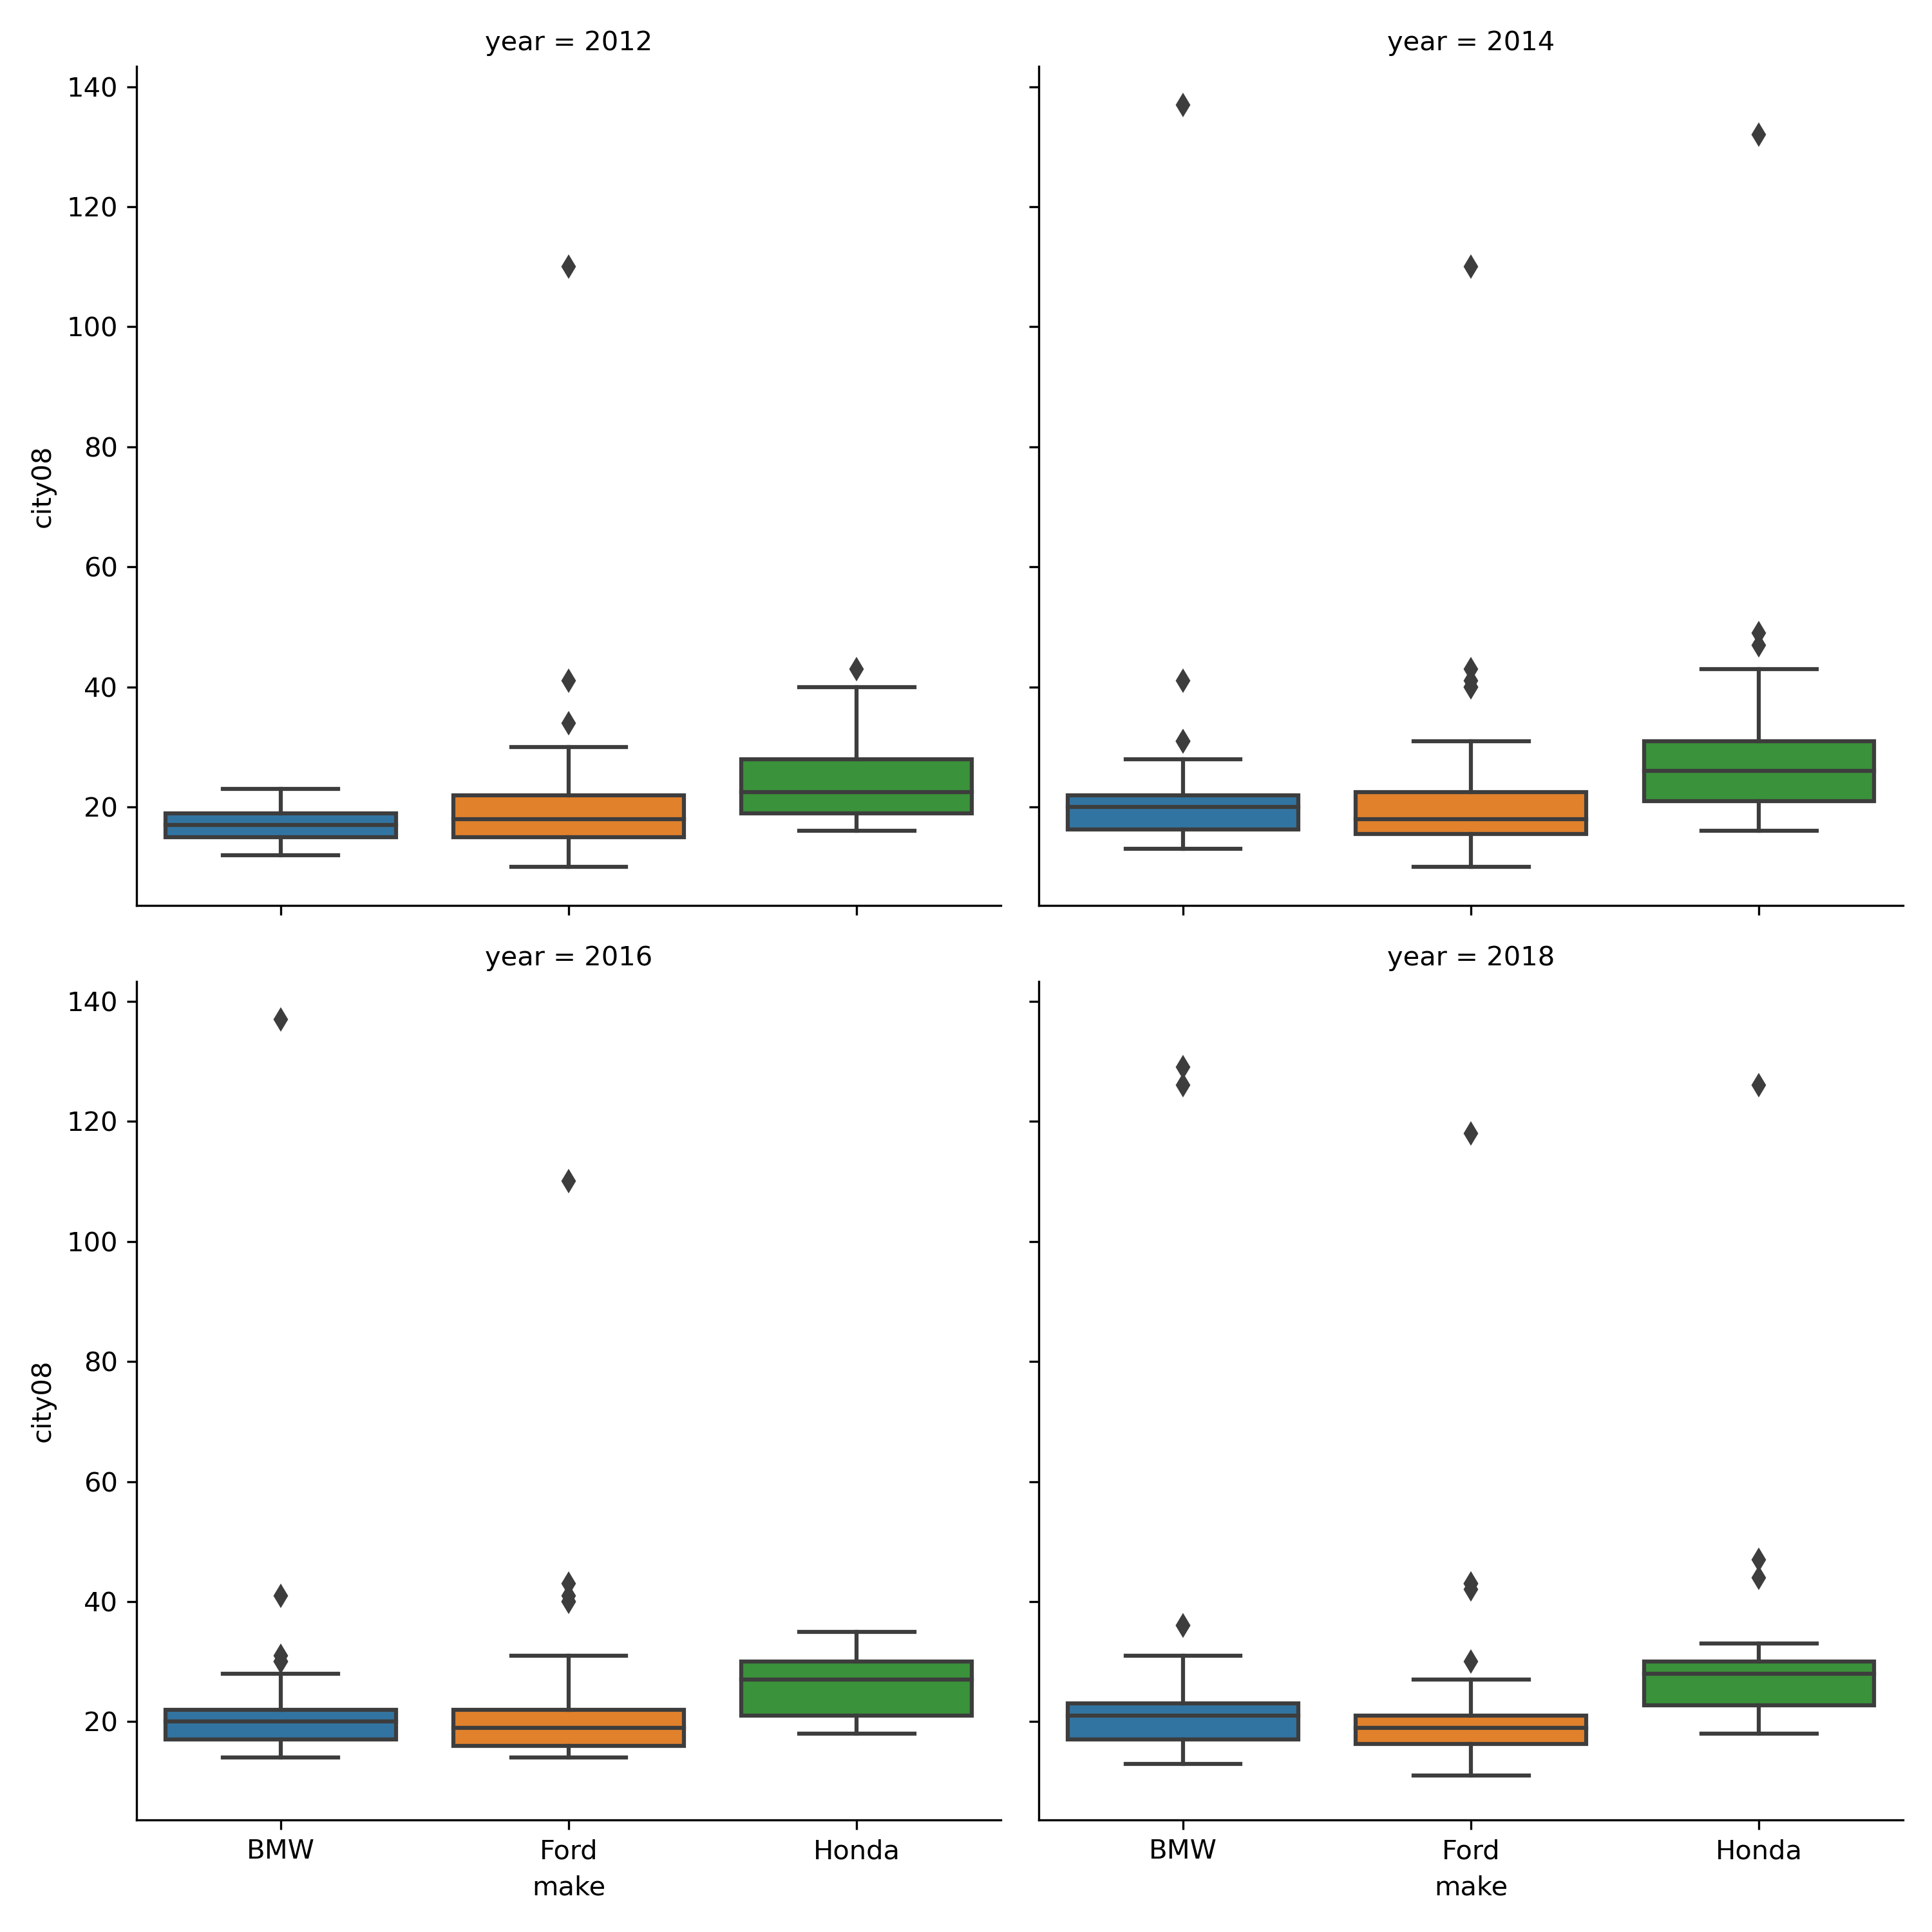 year = 2012
year = 2014
140
120
100
80
60
40
20
city08
year = 2016
year = 2018
140
120
100
80
60
40
20
city08
BMW Ford Honda
make
BMW Ford Honda
make